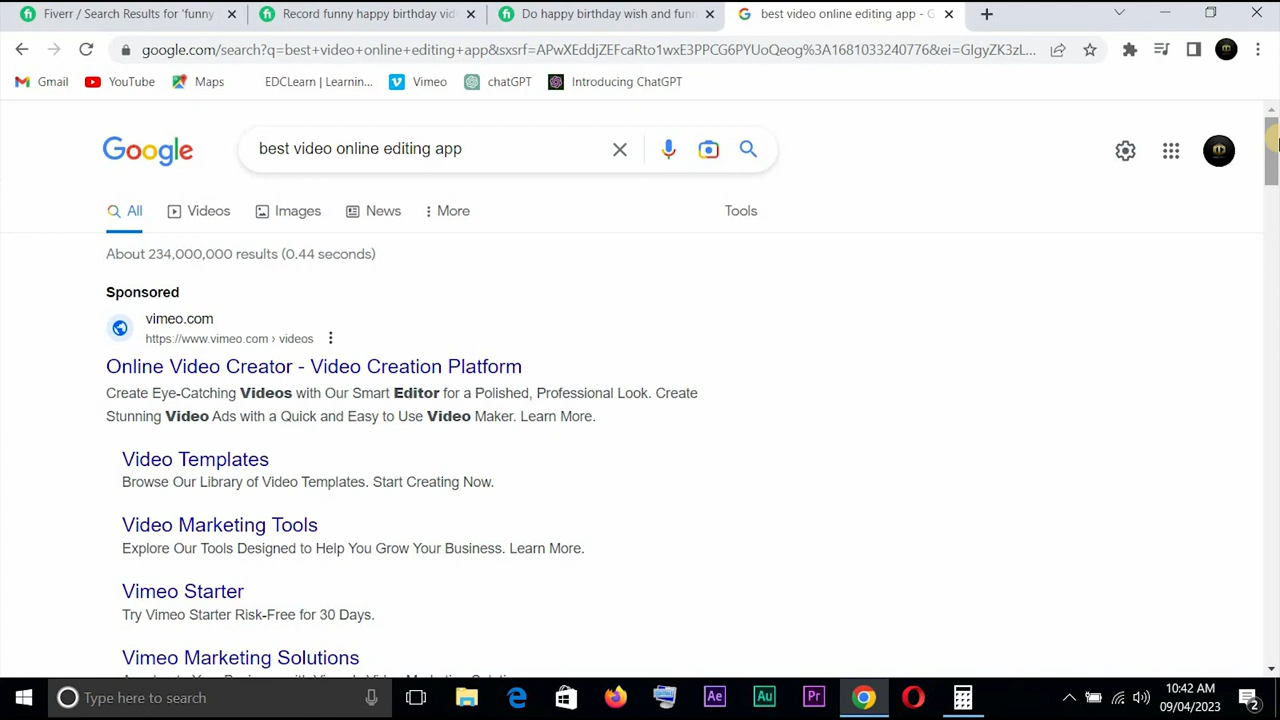 Fiverr / Search Results for 'funny
Record funny happy birthday vid
Do happy birthday wish and funn
best video online editing app - G
google.com/search?q=best+video+online+editing+app&sxsrf=APwXEddjZEFcaRto1wxE3PPCG6PYUoQeog%3A1681033240776&ei=GIgyZK3zL...
Gmail
YouTube
Maps
EDCLearn | Learnin...
Vimeo
chatGPT
Introducing ChatGPT
Google
best video online editing app
All
Videos
Images
News
More
Tools
About 234,000,000 results (0.44 seconds)
Sponsored
vimeo.com
https://www.vimeo.com › videos
Online Video Creator - Video Creation Platform
Create Eye-Catching Videos with Our Smart Editor for a Polished, Professional Look. Create
Stunning Video Ads with a Quick and Easy to Use Video Maker. Learn More.
Video Templates
Browse Our Library of Video Templates. Start Creating Now.
Video Marketing Tools
Explore Our Tools Designed to Help You Grow Your Business. Learn More.
Vimeo Starter
Try Vimeo Starter Risk-Free for 30 Days.
Vimeo Marketing Solutions
Type here to search
Ae
Au
Pr
10:42 AM
09/04/2023
2